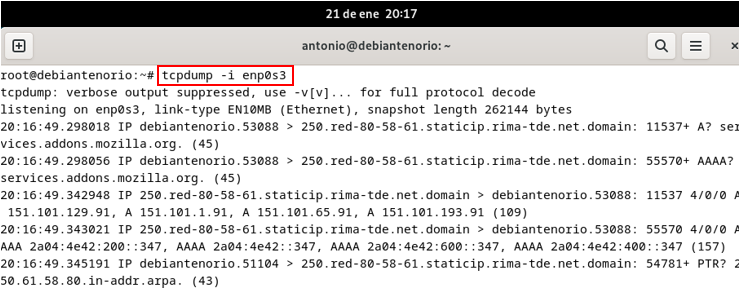 21 de ene 20:17
antonio@debiantenorio: ~
root@debiantenorio:~# tcpdump -i enp0s3
tcpdump: verbose output suppressed, use -v[v]... for full protocol decode
listening on enp0s3, link-type EN10MB (Ethernet), snapshot length 262144 bytes
20:16:49.298018 IP debiantenorio.53088 > 250.red-80-58-61.staticip.rima-tde.net.domain: 11537+ A? ser
vices.addons.mozilla.org. (45)
20:16:49.298056 IP debiantenorio.53088 > 250.red-80-58-61.staticip.rima-tde.net.domain: 55570+ AAAA?
services.addons.mozilla.org. (45)
20:16:49.342948 IP 250.red-80-58-61.staticip.rima-tde.net.domain > debiantenorio.53088: 11537 4/0/0 A
151.101.129.91, A 151.101.1.91, A 151.101.65.91, A 151.101.193.91 (109)
20:16:49.343021 IP 250.red-80-58-61.staticip.rima-tde.net.domain > debiantenorio.53088: 55570 4/0/0 A
AAA 2a04:4e42:200::347, AAAA 2a04:4e42::347, AAAA 2a04:4e42:600::347, AAAA 2a04:4e42:400::347 (157)
20:16:49.345191 IP debiantenorio.51104 > 250.red-80-58-61.staticip.rima-tde.net.domain: 54781+ PTR? 2
50.61.58.80.in-addr.arpa. (43)